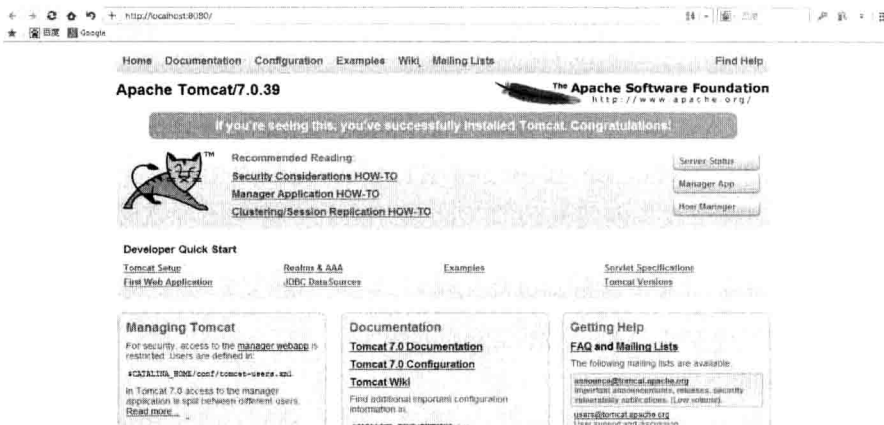 http://localhost:8080/
百度 Google
Home Documentation Configuration Examples Wiki Mailing Lists Find Help
Apache Tomcat/7.0.39
The Apache Software Foundation
http://www.apache.org/
If you're seeing this, you've successfully installed Tomcat. Congratulations!
TM
Recommended Reading:
Security Considerations HOW-TO
Manager Application HOW-TO
Clustering/Session Replication HOW-TO
Server Status
Manager App
Host Manager
Developer Quick Start
Tomcat Setup Realms & AAA Examples Servlet Specifications
First Web Application JDBC DataSources Tomcat Versions
Managing Tomcat
For security, access to the manager webapp is
restricted. Users are defined in:
$CATALINA_HOME/conf/tomcat-users.xml
In Tomcat 7.0 access to the manager
application is split between different users.
Read more...
Documentation
Tomcat 7.0 Documentation
Tomcat 7.0 Configuration
Tomcat Wiki
Find additional important configuration
information in:
Getting Help
FAQ and Mailing Lists
The following mailing lists are available:
announce@tomcat.apache.org
Important announcements, releases, security
vulnerability notifications. (Low volume).
users@tomcat.apache.org
User support and discussion